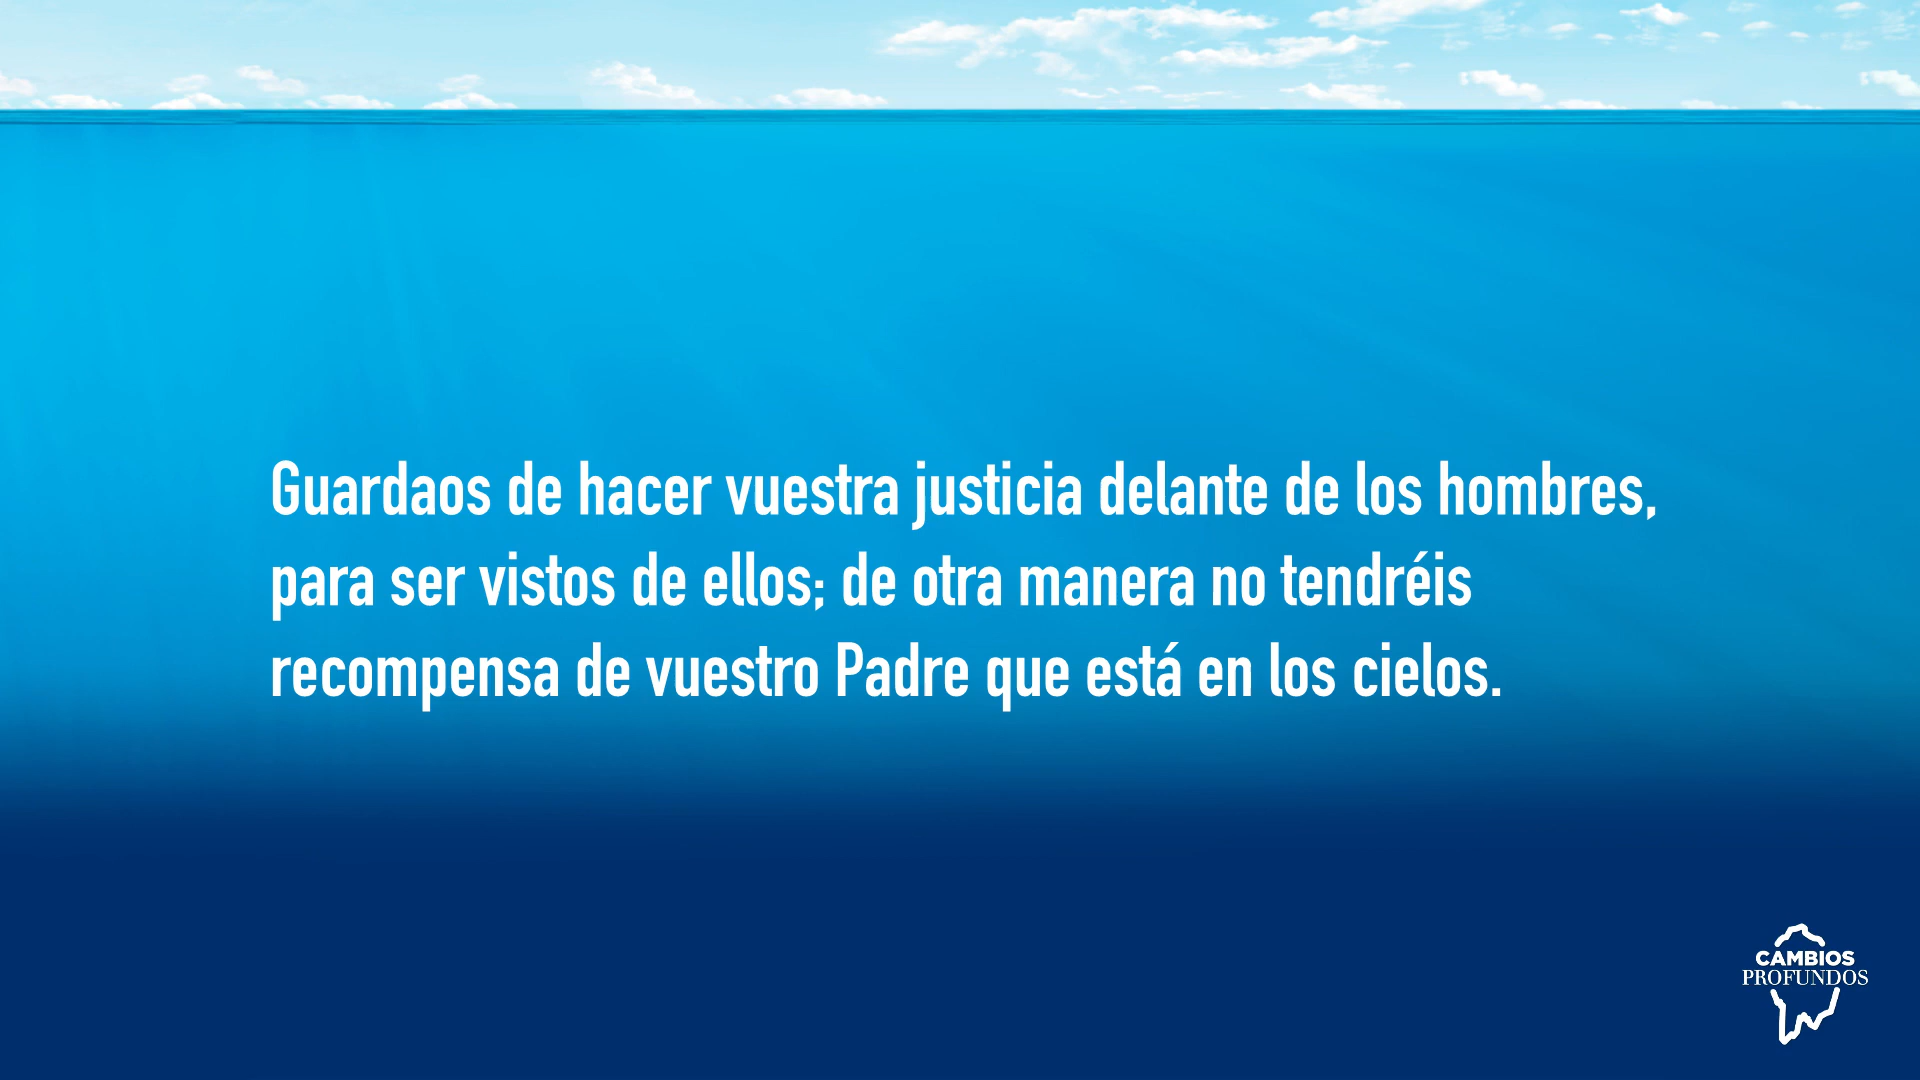 Guardaos de hacer vuestra justicia delante de los hombres,
para ser vistos de ellos; de otra manera no tendréis
recompensa de vuestro Padre que está en los cielos.
CAMBIOS
PROFUNDOS